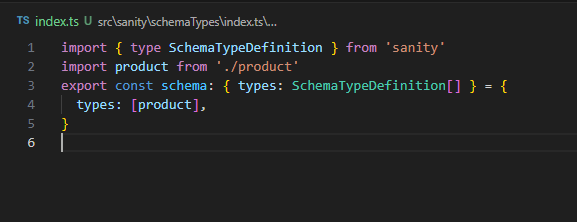 TS index.ts U src\sanity\schemaTypes\index.ts\...
1 import { type SchemaTypeDefinition } from 'sanity'
2 import product from './product'
3 export const schema: { types: SchemaTypeDefinition[] } = {
4   types: [product],
5 }
6